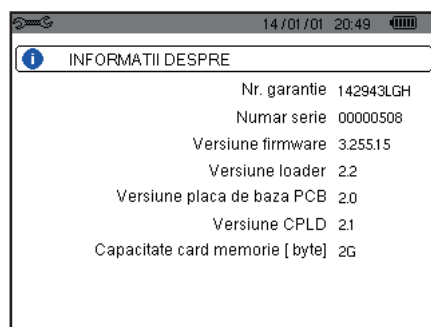 14/01/01 20:49
INFORMATII DESPRE
Nr. garantie 142943LGH
Numar serie 00000508
Versiune firmware 3.255.15
Versiune loader 2.2
Versiune placa de baza PCB 2.0
Versiune CPLD 2.1
Capacitate card memorie [ byte] 2G